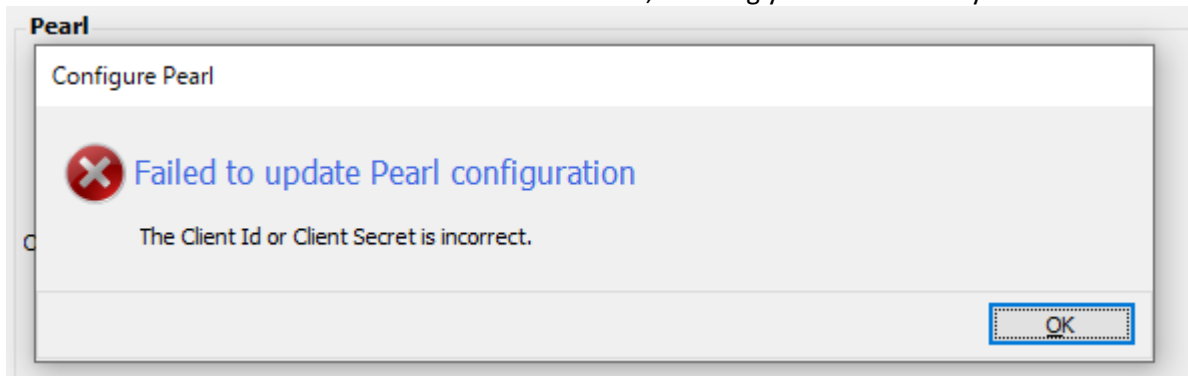 Pearl
Configure Pearl
Failed to update Pearl configuration
The Client Id or Client Secret is incorrect.
OK